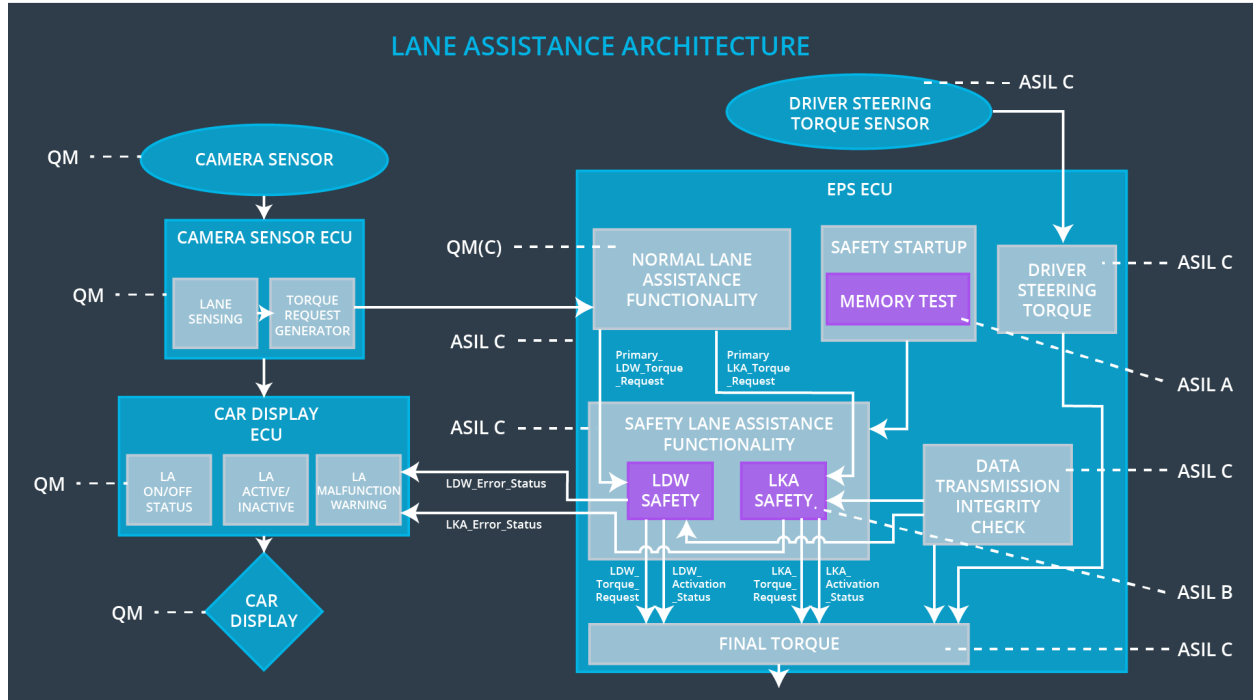 LANE ASSISTANCE ARCHITECTURE
ASIL C
DRIVER STEERING
TORQUE SENSOR
QM
CAMERA SENSOR
EPS ECU
CAMERA SENSOR ECU
QM
LANE
SENSING
TORQUE
REQUEST
GENERATOR
QM(C)
NORMAL LANE
ASSISTANCE
FUNCTIONALITY
SAFETY STARTUP
MEMORY TEST
DRIVER
STEERING
TORQUE
ASIL C
ASIL C
Primary_
LDW_Torque
_Request
Primary
LKA_Torque
_Request
ASIL A
CAR DISPLAY
ECU
QM
LA
ON/OFF
STATUS
LA
ACTIVE/
INACTIVE
LA
MALFUNCTION
WARNING
ASIL C
SAFETY LANE ASSISTANCE
FUNCTIONALITY
LDW
SAFETY
LKA
SAFETY
DATA
TRANSMISSION
INTEGRITY
CHECK
ASIL C
LDW_Error_Status
LKA_Error_Status
LDW_
Torque_
Request
LDW_
Activation
_Status
LKA_
Torque_
Request
LKA_
Activation
_Status
ASIL B
QM
CAR
DISPLAY
FINAL TORQUE
ASIL C